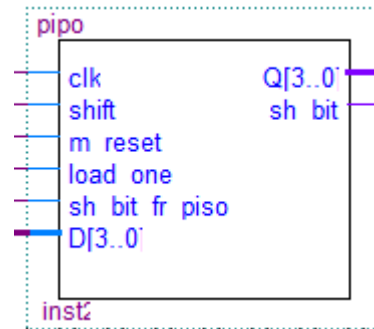 pipo
clk Q[3..0]
shift sh bit
m reset
load one
sh bit fr piso
D[3..0]
inst2